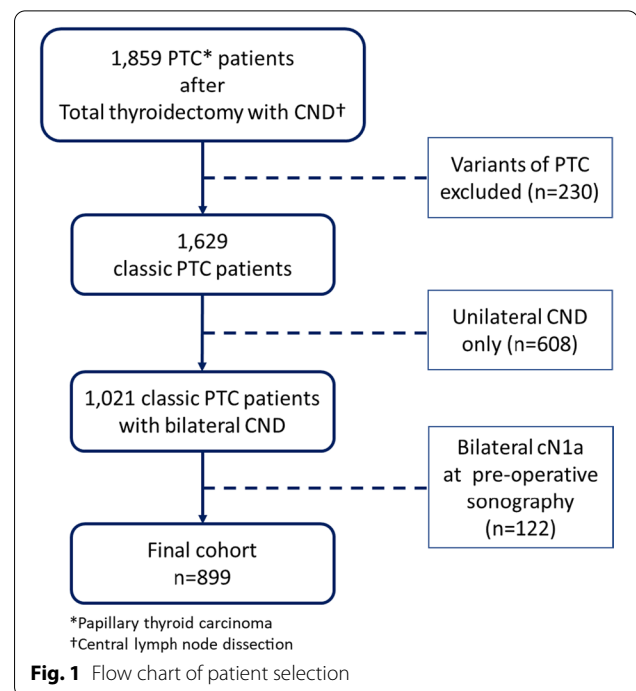 1,859 PTC* patients
after
Total thyroidectomy with CND†
Variants of PTC
excluded (n=230)
1,629
classic PTC patients
Unilateral CND
only (n=608)
1,021 classic PTC patients
with bilateral CND
Bilateral cN1a
at pre-operative
sonography
(n=122)
Final cohort
n=899
*Papillary thyroid carcinoma
†Central lymph node dissection
Fig. 1 Flow chart of patient selection